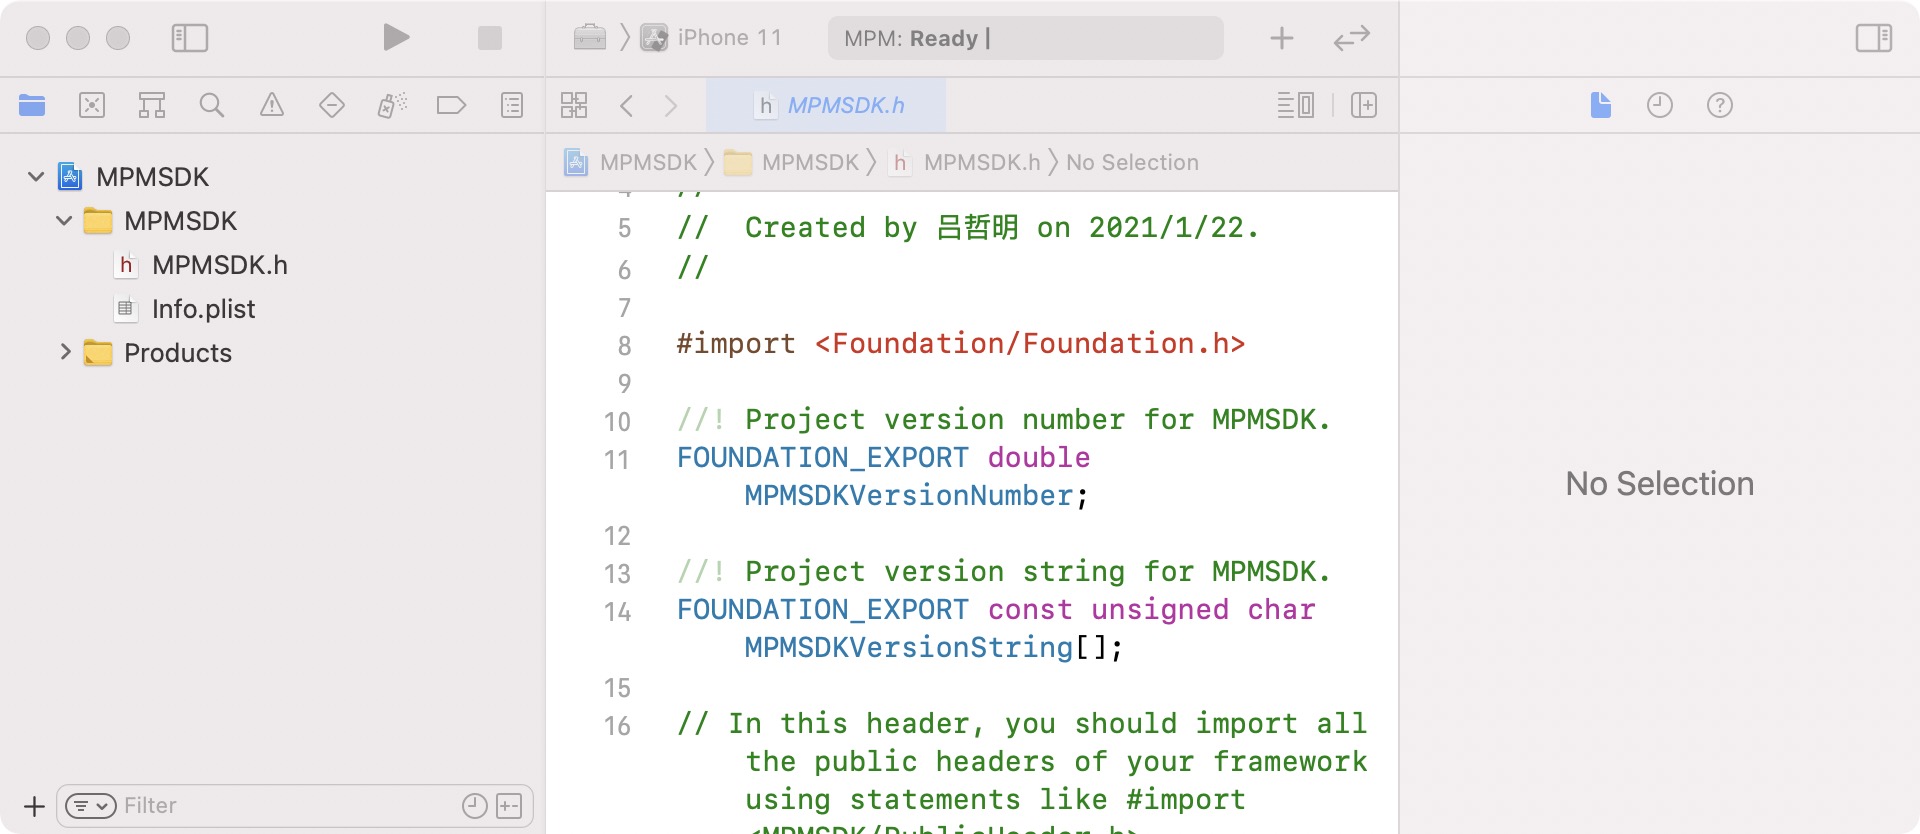 iPhone 11
MPM: Ready |
h MPMSDK.h
MPMSDK
MPMSDK
h MPMSDK.h
Info.plist
Products
Filter
MPMSDK MPMSDK h MPMSDK.h No Selection
5 // Created by 吕哲明 on 2021/1/22.
6 //
7
8 #import <Foundation/Foundation.h>
9
10 //! Project version number for MPMSDK.
11 FOUNDATION_EXPORT double
MPMSDKVersionNumber;
12
13 //! Project version string for MPMSDK.
14 FOUNDATION_EXPORT const unsigned char
MPMSDKVersionString[];
15
16 // In this header, you should import all
the public headers of your framework
using statements like #import
<MPMSDK/PublicHeader.h>
No Selection